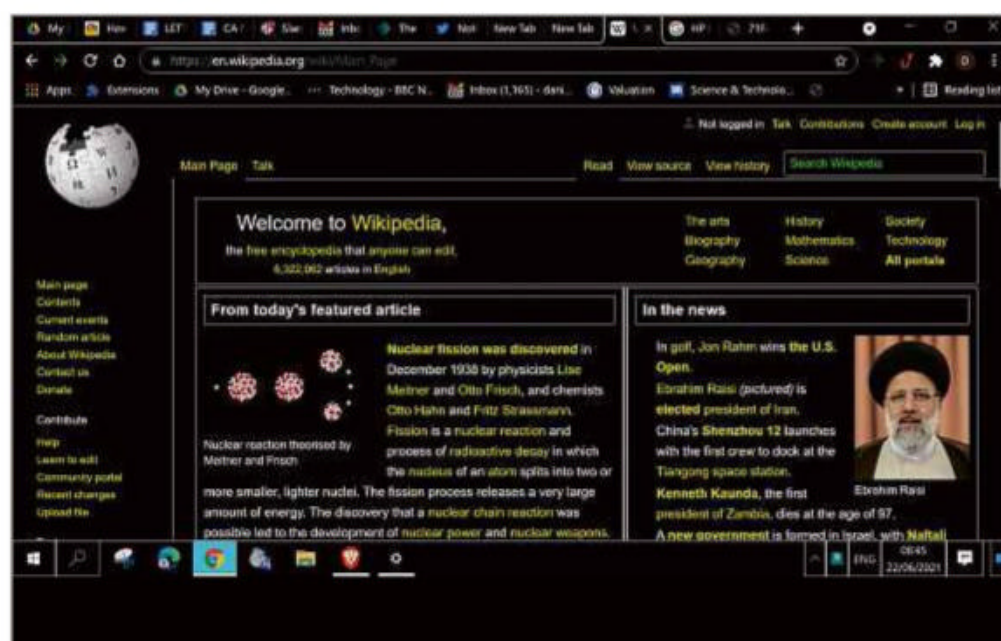 My
LET
The
Not
New Tab
New Tab
https://en.wikipedia.org/wiki/Main_Page
Apps
Extensions
My Drive - Google...
Technology - BBC N...
Inbox (1,165) - dani...
Valuation
Science & Technolo...
Reading list
Not logged in Talk Contributions Create account Log in
Main Page Talk
Read View source View history Search Wikipedia
Welcome to Wikipedia,
the free encyclopedia that anyone can edit.
6,322,062 articles in English
The arts History Society
Biography Mathematics Technology
Geography Science All portals
Main page
Contents
Current events
Random article
About Wikipedia
Contact us
Donate
Contribute
Help
Learn to edit
Community portal
Recent changes
Upload file
From today's featured article
Nuclear fission was discovered in
December 1938 by physicists Lise
Meitner and Otto Frisch, and chemists
Otto Hahn and Fritz Strassmann.
Fission is a nuclear reaction and
process of radioactive decay in which
the nucleus of an atom splits into two or
more smaller, lighter nuclei. The fission process releases a very large
amount of energy. The discovery that a nuclear chain reaction was
possible led to the development of nuclear power and nuclear weapons.
Nuclear reaction theorised by
Meitner and Frisch
In the news
In golf, Jon Rahm wins the U.S.
Open.
Ebrahim Raisi (pictured) is
elected president of Iran.
China's Shenzhou 12 launches
with the first crew to dock at the
Tiangong space station.
Kenneth Kaunda, the first
president of Zambia, dies at the age of 97.
A new government is formed in Israel, with Naftali
Ebrahim Raisi
ENG
08:45
22/06/2021